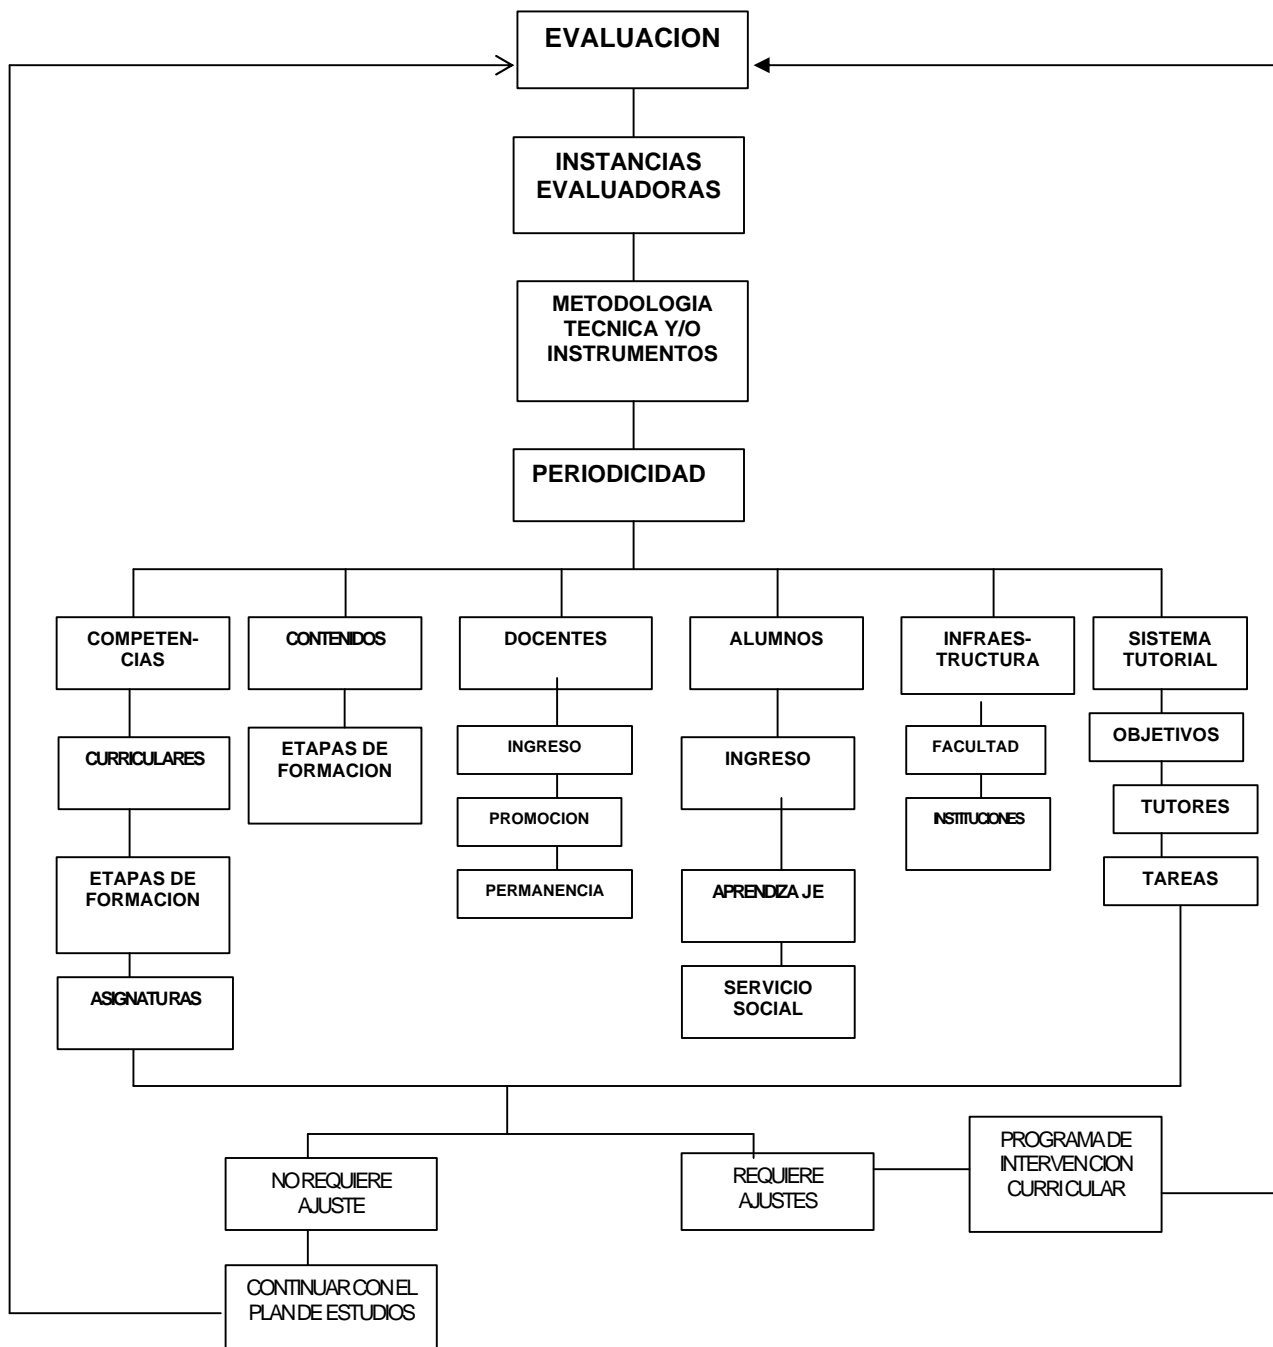 EVALUACION
INSTANCIAS
EVALUADORAS
METODOLOGIA
TECNICA Y/O
INSTRUMENTOS
PERIODICIDAD
COMPETEN-
CIAS
CURRICULARES
ETAPAS DE
FORMACION
ASIGNATURAS
CONTENIDOS
ETAPAS DE
FORMACION
DOCENTES
INGRESO
PROMOCION
PERMANENCIA
ALUMNOS
INGRESO
APRENDIZA JE
SERVICIO
SOCIAL
INFRAES-
TRUCTURA
FACULTAD
INSTITUCIONES
SISTEMA
TUTORIAL
OBJETIVOS
TUTORES
TAREAS
NO REQUIERE
AJUSTE
CONTINUAR CON EL
PLAN DE ESTUDIOS
REQUIERE
AJUSTES
PROGRAMA DE
INTERVENCION
CURRICULAR